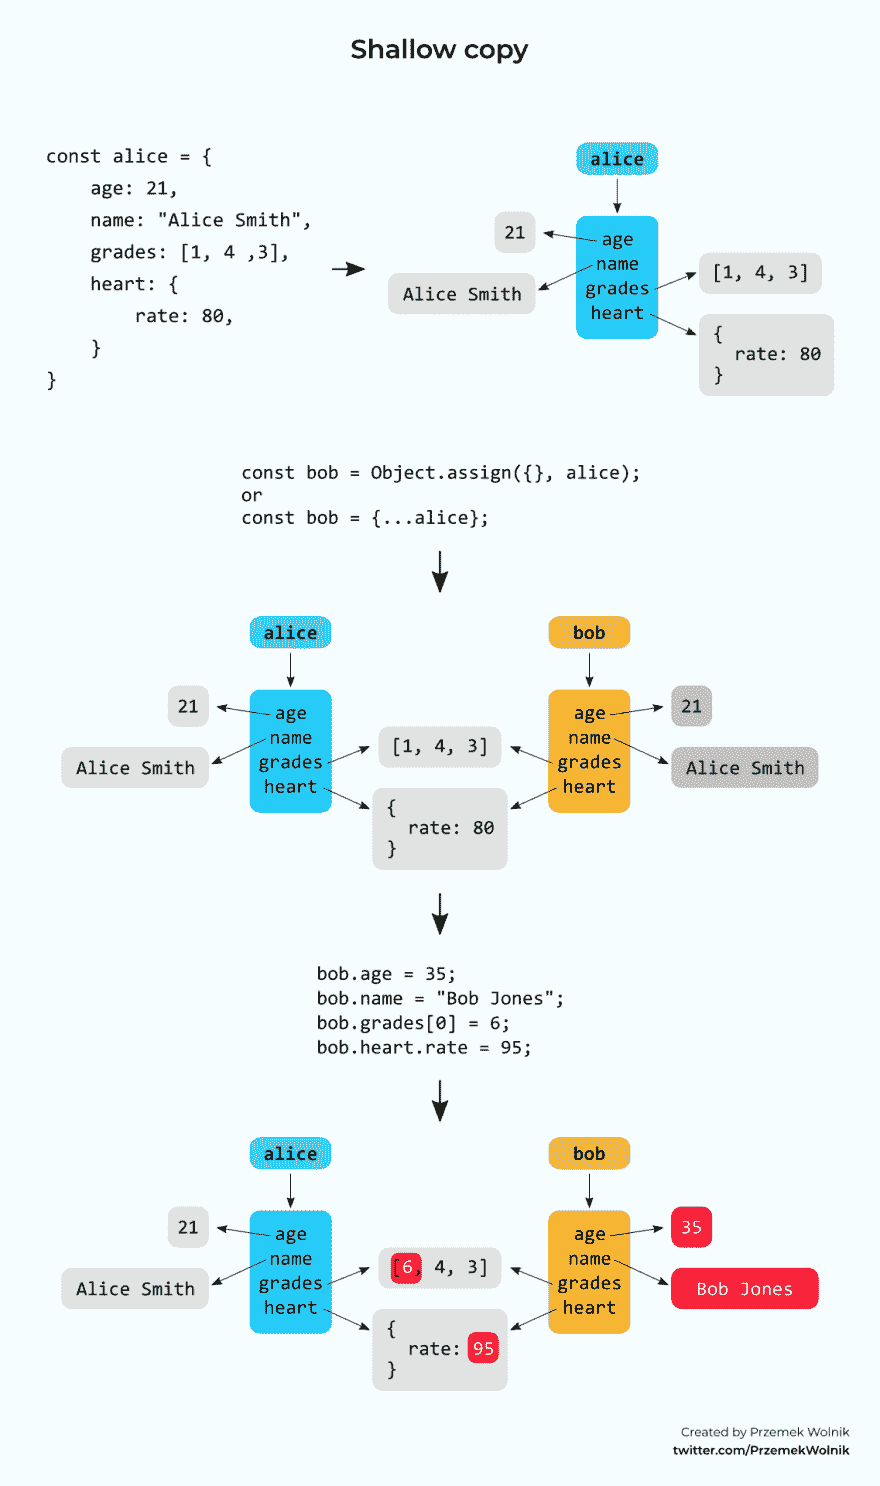 Shallow copy
const alice = {
age: 21,
name: "Alice Smith",
grades: [1, 4 ,3],
heart: {
rate: 80,
}
}
alice
21
Alice Smith
age
name
grades
heart
[1, 4, 3]
{
rate: 80
}
const bob = Object.assign({}, alice);
or
const bob = {...alice};
alice
21
Alice Smith
age
name
grades
heart
[1, 4, 3]
{
rate: 80
}
bob
age
name
grades
heart
21
Alice Smith
bob.age = 35;
bob.name = "Bob Jones";
bob.grades[0] = 6;
bob.heart.rate = 95;
alice
21
Alice Smith
age
name
grades
heart
[6, 4, 3]
{
rate: 95
}
bob
age
name
grades
heart
35
Bob Jones
Created by Przemek Wolnik
twitter.com/PrzemekWolnik